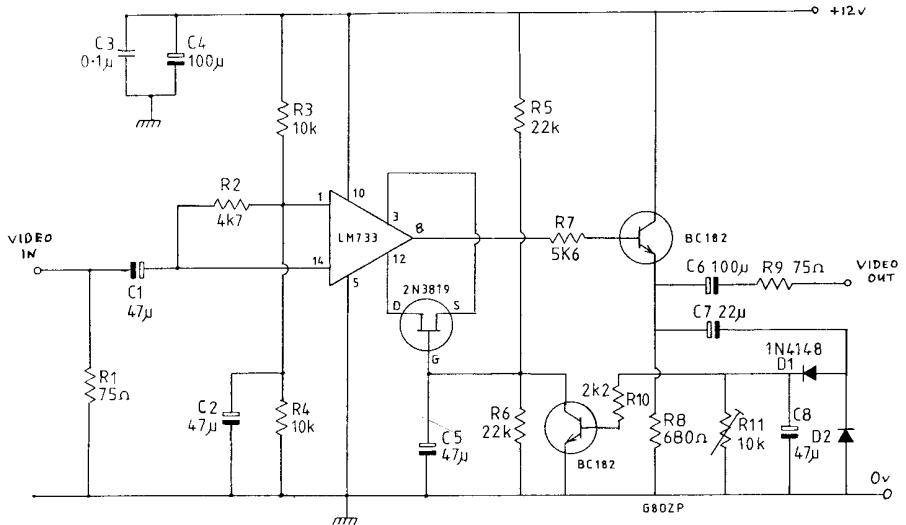 +12v
C3
0.1µ
C4
100µ
R3
10k
R5
22k
R2
4k7
1
10
3
8
LM733
R7
5K6
BC182
VIDEO
IN
14
12
5
C1
47µ
2N3819
D
S
G
C6 100µ
R9 75Ω
VIDEO
OUT
C7 22µ
1N4148
D1
R1
75Ω
C2
47µ
R4
10k
C5
47µ
R6
22k
2k2
R10
BC182
R8
680Ω
R11
10k
C8
47µ
D2
0v
G8OZP